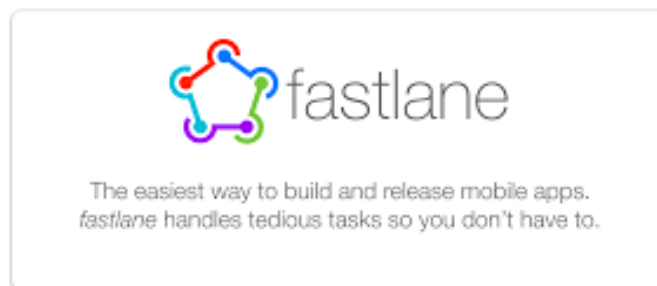 fastlane
The easiest way to build and release mobile apps.
fastlane handles tedious tasks so you don't have to.